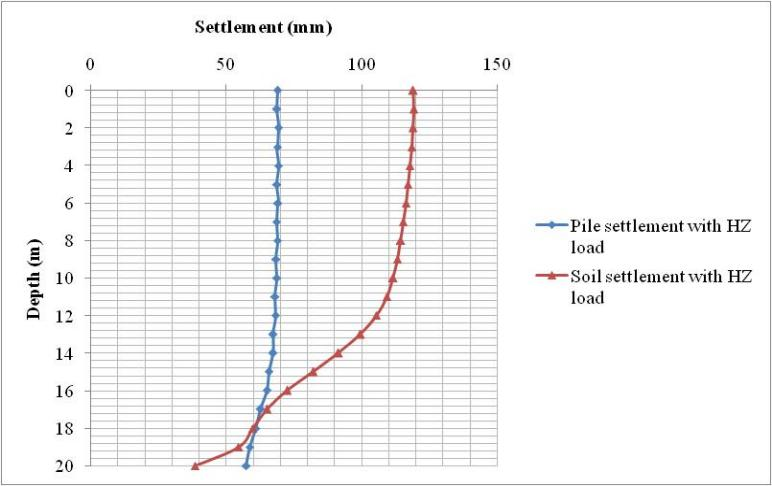 Settlement (mm)
0 50 100 150
0
2
4
6
8
10
12
14
16
18
20
Depth (m)
Pile settlement with HZ
load
Soil settlement with HZ
load